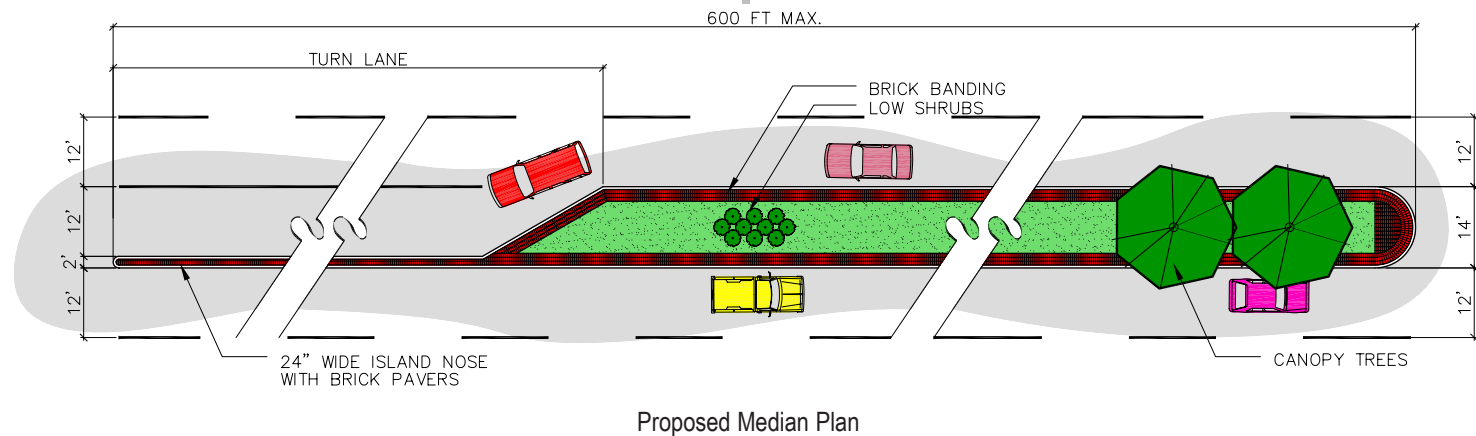 600 FT MAX.
TURN LANE
BRICK BANDING
LOW SHRUBS
12'
12'
2'
12'
12'
14'
12'
24" WIDE ISLAND NOSE
WITH BRICK PAVERS
CANOPY TREES
Proposed Median Plan